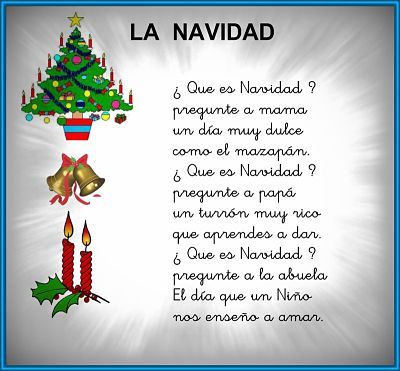 LA NAVIDAD
¿ Que es Navidad ?
pregunte a mama
un día muy dulce
como el mazapán.
¿ Que es Navidad ?
pregunte a papá
un turrón muy rico
que aprendes a dar.
¿ Que es Navidad ?
pregunte a la abuela
El día que un Niño
nos enseño a amar.